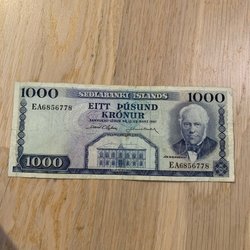 1000 SEÐLABANKI ÍSLANDS 1000
EA6856778
EITT ÞÚSUND
KRÓNUR
EA6856778
1000